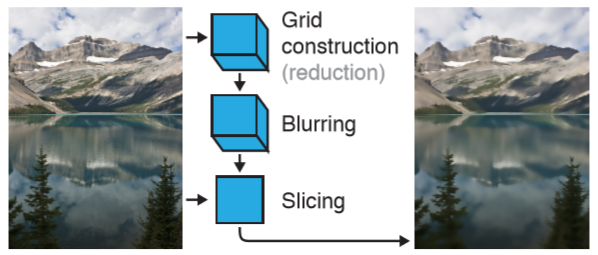 Grid
construction
(reduction)
Blurring
Slicing